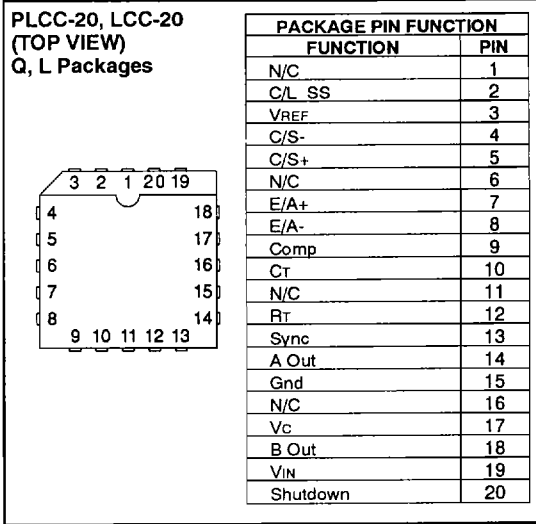 PLCC-20, LCC-20
(TOP VIEW)
Q, L Packages
3 2 1 20 19
4 18
5 17
6 16
7 15
8 14
9 10 11 12 13
PACKAGE PIN FUNCTION
FUNCTION PIN
N/C 1
C/L SS 2
VREF 3
C/S- 4
C/S+ 5
N/C 6
E/A+ 7
E/A- 8
Comp 9
CT 10
N/C 11
RT 12
Sync 13
A Out 14
Gnd 15
N/C 16
VC 17
B Out 18
VIN 19
Shutdown 20